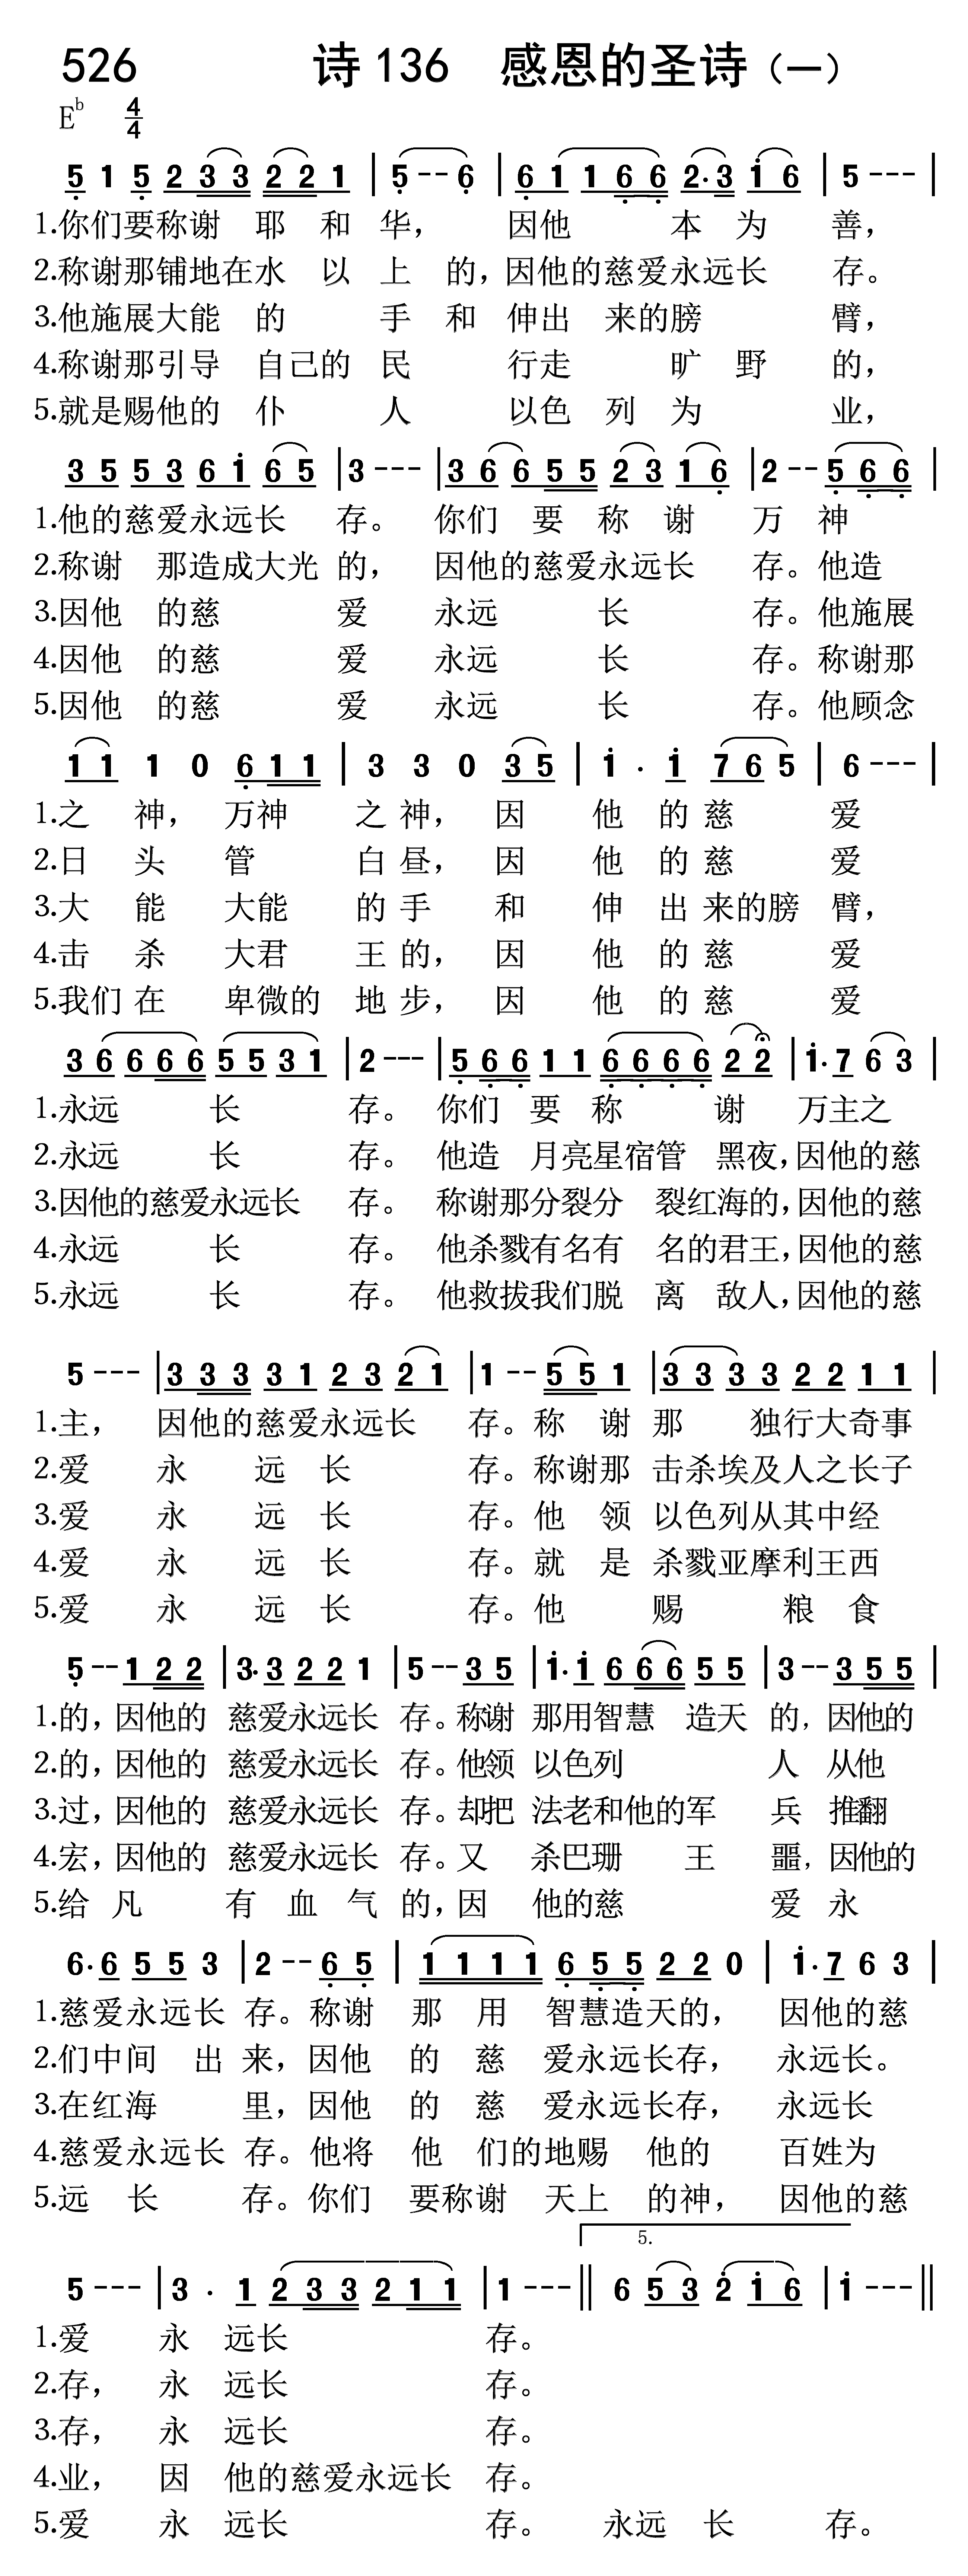 526 诗136 感恩的圣诗（一）
E♭ 4/4
5 1 5 2 3 3 2 2 1 | 5 - - 6 | 6 1 1 6 6 2·3 1 6 | 5 - - - |
1.你们要称谢 耶 和 华， 因他 本 为 善，
2.称谢那铺地在水 以 上 的，因他的慈爱永远长 存。
3.他施展大能 的 手 和 伸出 来的膀 臂，
4.称谢那引导 自己的 民 行走 旷 野 的，
5.就是赐他的 仆 人 以色 列 为 业，
3 5 5 3 6 1 6 5 | 3 - - - | 3 6 6 5 5 2 3 1 6 | 2 - - 5 6 6 |
1.他的慈爱永远长 存。 你们 要 称 谢 万 神
2.称谢 那造成大光 的， 因他的慈爱永远长 存。他造
3.因他 的慈 爱 永远 长 存。他施展
4.因他 的慈 爱 永远 长 存。称谢那
5.因他 的慈 爱 永远 长 存。他顾念
1 1 1 0 6 1 1 | 3 3 0 3 5 | 1 · 1 7 6 5 | 6 - - - |
1.之 神， 万神 之 神， 因 他 的 慈 爱
2.日 头 管 白 昼， 因 他 的 慈 爱
3.大 能 大能 的 手 和 伸 出 来的膀 臂，
4.击 杀 大君 王 的， 因 他 的 慈 爱
5.我们 在 卑微的 地 步， 因 他 的 慈 爱
3 6 6 6 6 5 5 3 1 | 2 - - - | 5 6 6 1 1 6 6 6 6 2 2 | 1·7 6 3 |
1.永远 长 存。 你们 要 称 谢 万主之
2.永远 长 存。 他造 月亮星宿管 黑夜，因他的慈
3.因他的慈爱永远长 存。 称谢那分裂分 裂红海的，因他的慈
4.永远 长 存。 他杀戮有名有 名的君王，因他的慈
5.永远 长 存。 他救拔我们脱 离 敌人，因他的慈
5 - - - | 3 3 3 3 1 2 3 2 1 | 1 - - 5 5 1 | 3 3 3 3 2 2 1 1 |
1.主， 因他的慈爱永远长 存。称 谢 那 独行大奇事
2.爱 永 远 长 存。称谢那 击杀埃及人之长子
3.爱 永 远 长 存。他 领 以色列从其中经
4.爱 永 远 长 存。就 是 杀戮亚摩利王西
5.爱 永 远 长 存。他 赐 粮 食
5 - - 1 2 2 | 3·3 2 2 1 | 5 - - 3 5 | 1·1 6 6 6 5 5 | 3 - - 3 5 5 |
1.的，因他的 慈爱永远长 存。称谢 那用智慧 造天 的，因他的
2.的，因他的 慈爱永远长 存。他领 以色列 人 从他
3.过，因他的 慈爱永远长 存。却把 法老和他的军 兵 推翻
4.宏，因他的 慈爱永远长 存。又 杀巴珊 王 噩，因他的
5.给 凡 有 血 气 的，因 他的慈 爱 永
6·6 5 5 3 | 2 - - 6 5 | 1 1 1 1 6 5 5 2 2 0 | 1·7 6 3 |
1.慈爱永远长 存。称谢 那 用 智慧造天的， 因他的慈
2.们中间 出 来，因他 的 慈 爱永远长存， 永远长。
3.在红海 里，因他 的 慈 爱永远长存， 永远长
4.慈爱永远长 存。他将 他 们的地赐 他的 百姓为
5.远 长 存。你们 要称谢 天上 的神， 因他的慈
5.
5 - - - | 3 · 1 2 3 3 2 1 1 | 1 - - - ‖ 6 5 3 2 1 6 | 1 - - - ‖
1.爱 永 远长 存。
2.存， 永 远长 存。
3.存， 永 远长 存。
4.业， 因 他的慈爱永远长 存。
5.爱 永 远长 存。 永远 长 存。